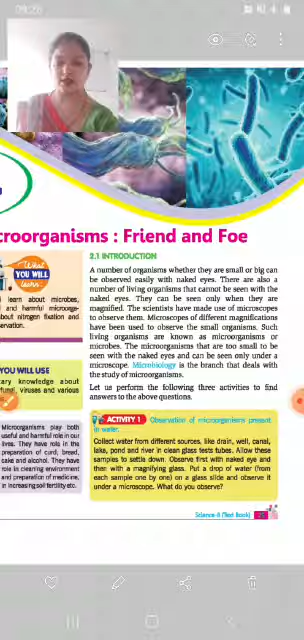 09:26
croorganisms : Friend and Foe
What
YOU WILL
learn?
learn about microbes,
and harmful microorga-
bout nitrogen fixation and
ervation.
YOU WILL USE
ary knowledge about
fungi, viruses and various
Microorganisms play both
useful and harmful role in our
lives. They have role in the
preparation of curd, bread,
cake and alcohol. They have
role in cleaning environment
and preparation of medicine,
in increasing soil fertility etc.
2.1 INTRODUCTION
A number of organisms whether they are small or big can
be observed easily with naked eyes. There are also a
number of living organisms that cannot be seen with the
naked eyes. They can be seen only when they are
magnified. The scientists have made use of microscopes
to observe them. Microscopes of different magnifications
have been used to observe the small organisms. Such
living organisms are known as microorganisms or
microbes. The microorganisms that are too small to be
seen with the naked eyes and can be seen only under a
microscope. Microbiology is the branch that deals with
the study of microorganisms.
Let us perform the following three activities to find
answers to the above questions.
ACTIVITY 1 Observation of microorganisms present
in water.
Collect water from different sources, like drain, well, canal,
lake, pond and river in clean glass tests tubes. Allow these
samples to settle down. Observe first with naked eye and
then with a magnifying glass. Put a drop of water (from
each sample one by one) on a glass slide and observe it
under a microscope. What do you observe?
Science-8 (Text Book)